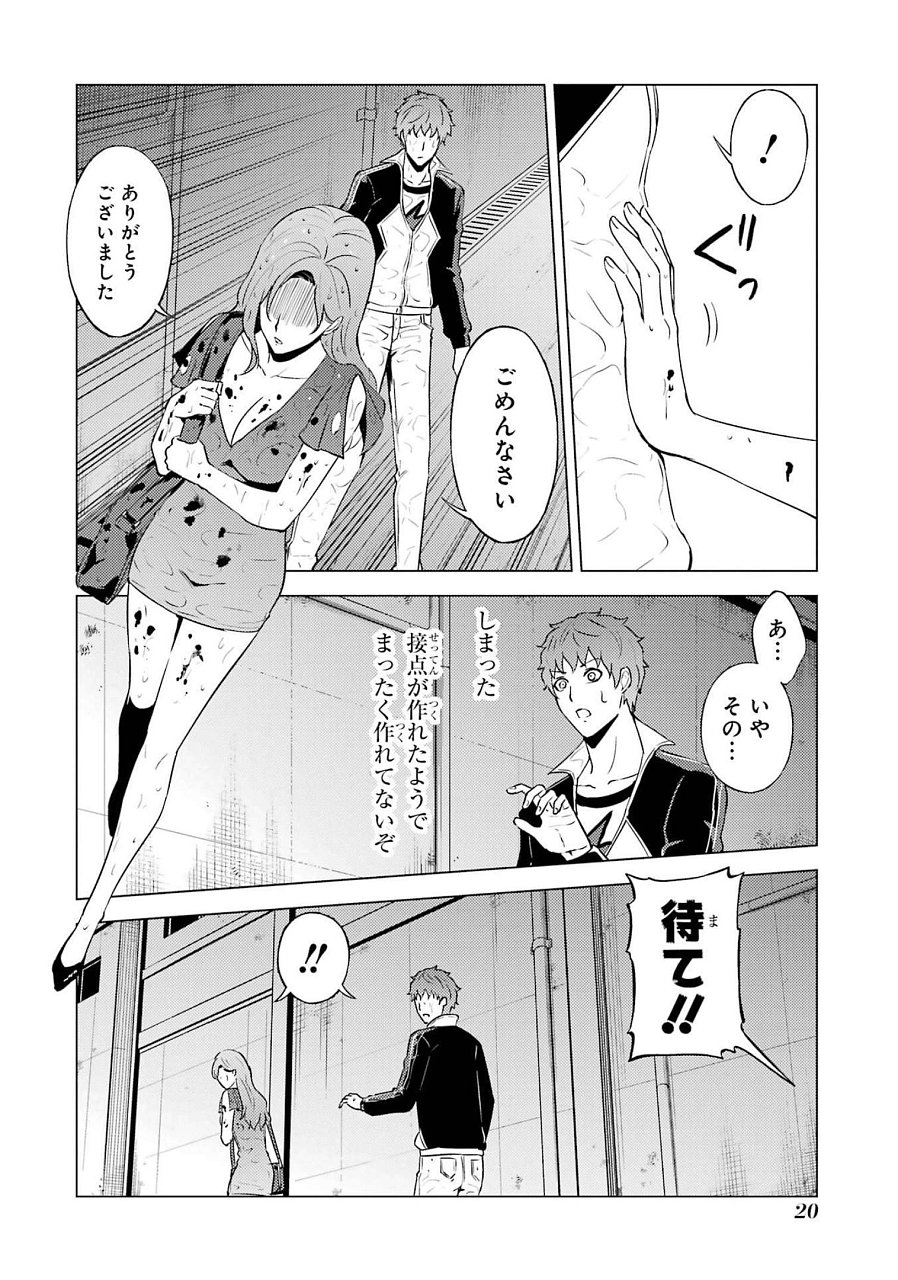 ！
ぐっ
ごめんなさい
ありがとう
ございました
あ…
いや
その…
しまった
接点が作れたようで
まったく作れてないぞ
待て!!
!!
20